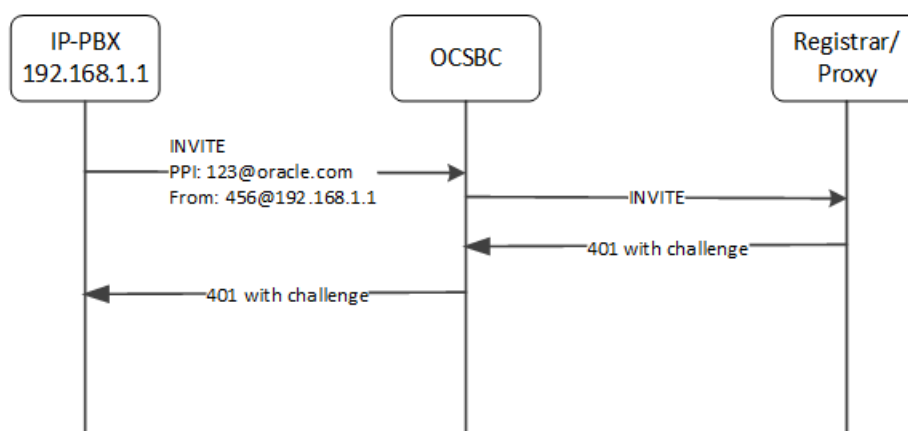 IP-PBX
192.168.1.1
OCSBC
Registrar/
Proxy
INVITE
PPI: 123@oracle.com
From: 456@192.168.1.1
INVITE
401 with challenge
401 with challenge